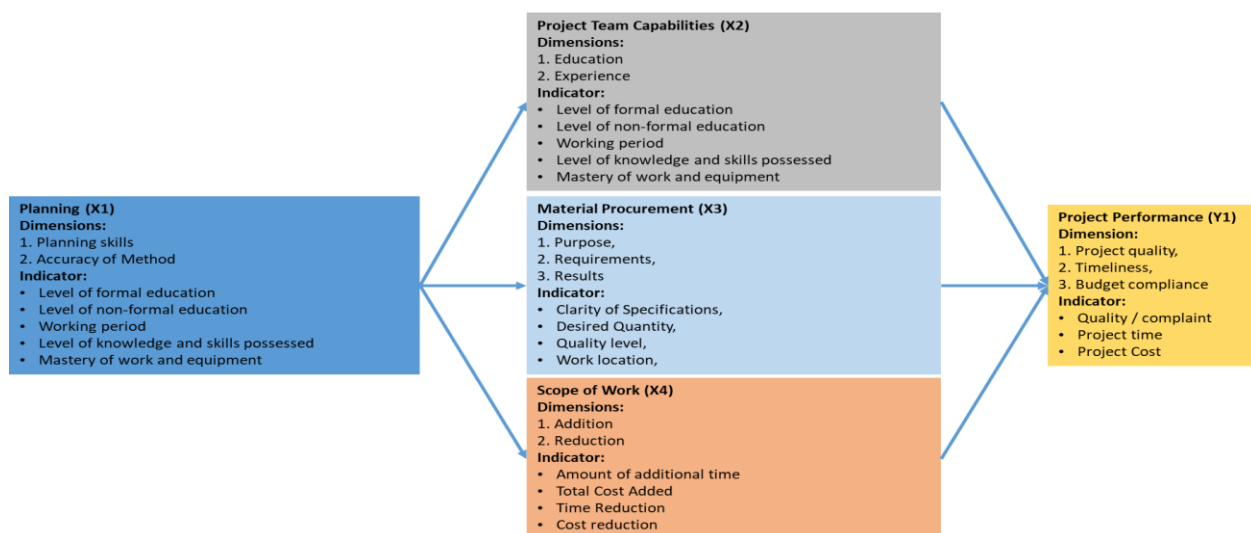 Planning (X1)
Dimensions:
1. Planning skills
2. Accuracy of Method
Indicator:
• Level of formal education
• Level of non-formal education
• Working period
• Level of knowledge and skills possessed
• Mastery of work and equipment
Project Team Capabilities (X2)
Dimensions:
1. Education
2. Experience
Indicator:
• Level of formal education
• Level of non-formal education
• Working period
• Level of knowledge and skills possessed
• Mastery of work and equipment
Material Procurement (X3)
Dimensions:
1. Purpose,
2. Requirements,
3. Results
Indicator:
• Clarity of Specifications,
• Desired Quantity,
• Quality level,
• Work location,
Scope of Work (X4)
Dimensions:
1. Addition
2. Reduction
Indicator:
• Amount of additional time
• Total Cost Added
• Time Reduction
• Cost reduction
Project Performance (Y1)
Dimension:
1. Project quality,
2. Timeliness,
3. Budget compliance
Indicator:
• Quality / complaint
• Project time
• Project Cost